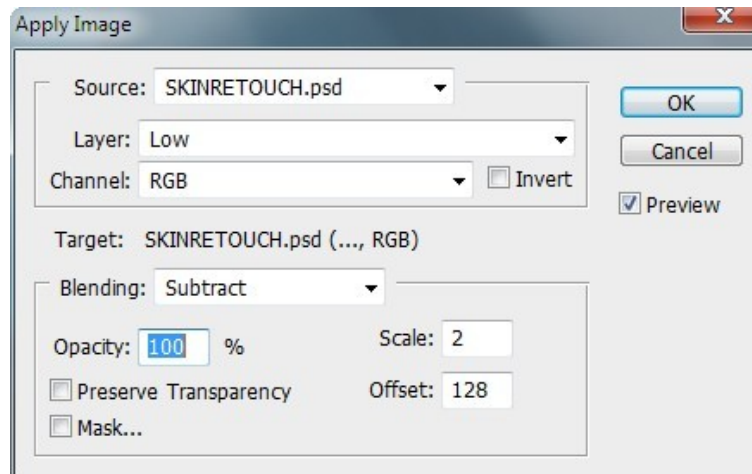 Apply Image
Source: SKINRETOUCH.psd
OK
Layer: Low
Cancel
Channel: RGB
Invert
Preview
Target: SKINRETOUCH.psd (..., RGB)
Blending: Subtract
Opacity: 100 %
Scale: 2
Preserve Transparency
Offset: 128
Mask...